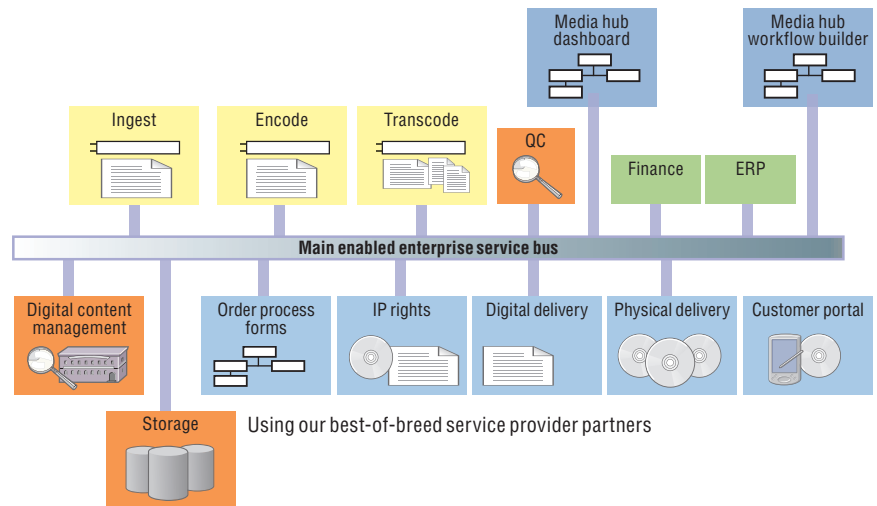 Media hub
dashboard
Media hub
workflow builder
Ingest
Encode
Transcode
QC
Finance
ERP
Main enabled enterprise service bus
Digital content
management
Order process
forms
IP rights
Digital delivery
Physical delivery
Customer portal
Storage
Using our best-of-breed service provider partners